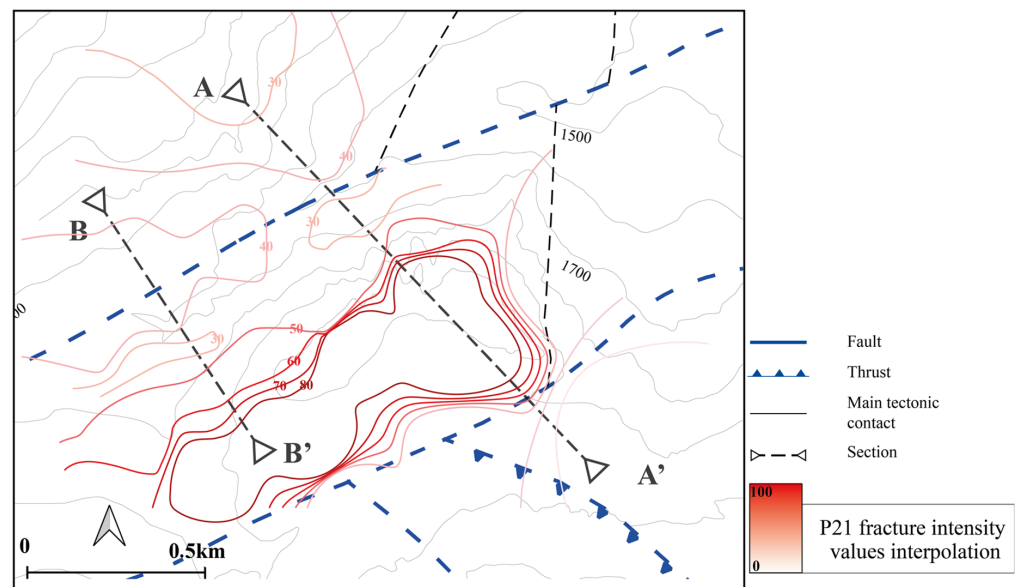 A
30
1500
40
B
30
40
1700
00
50
30
60
70
80
B’
A’
0
0.5km
Fault
Thrust
Main tectonic
contact
Section
100
0
P21 fracture intensity
values interpolation